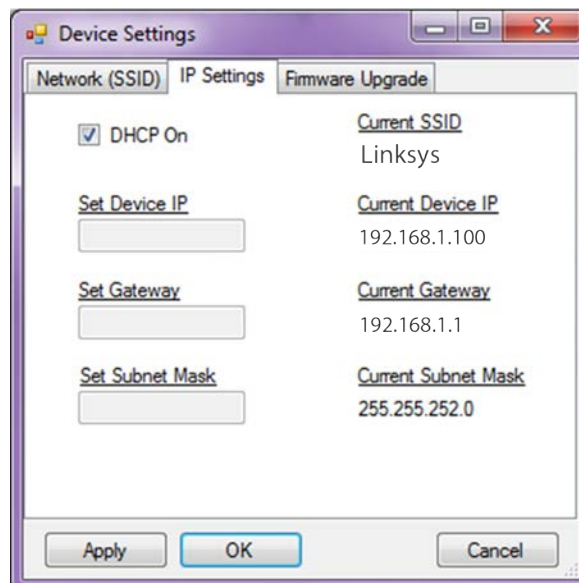 Device Settings
Network (SSID) IP Settings Firmware Upgrade
DHCP On
Current SSID
Linksys
Set Device IP
Current Device IP
192.168.1.100
Set Gateway
Current Gateway
192.168.1.1
Set Subnet Mask
Current Subnet Mask
255.255.252.0
Apply OK Cancel